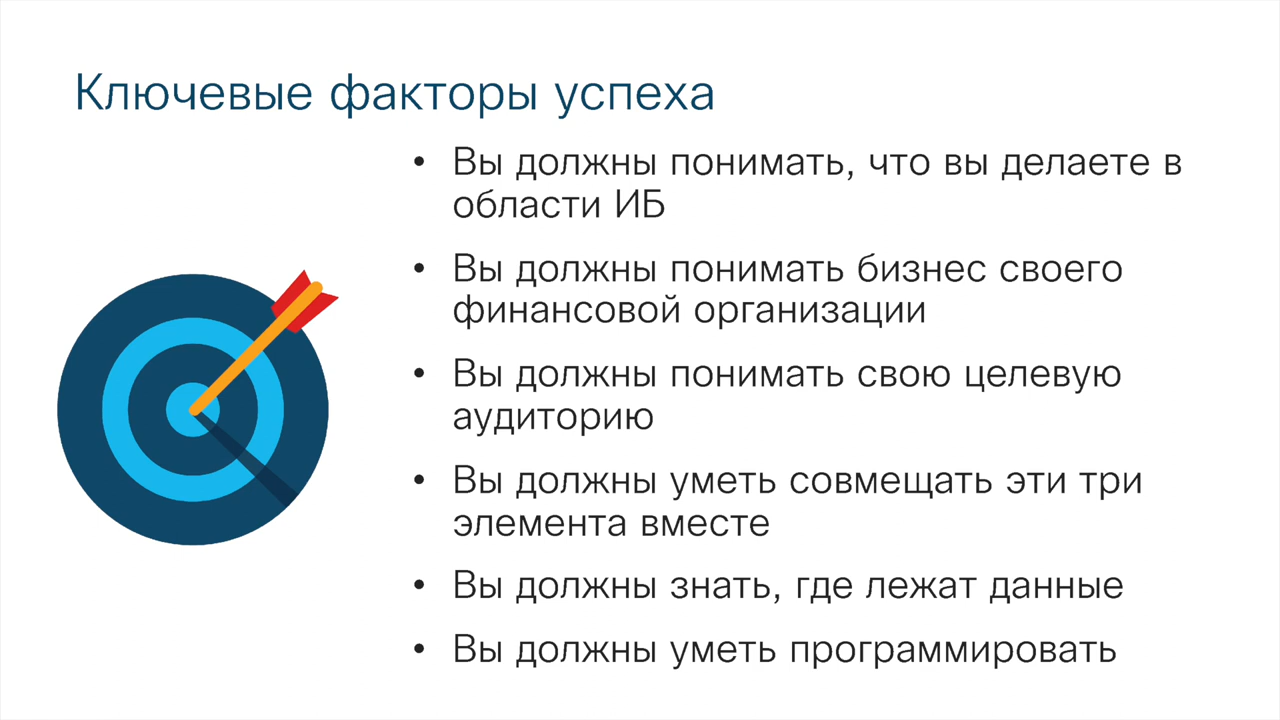 Ключевые факторы успеха
• Вы должны понимать, что вы делаете в
области ИБ
• Вы должны понимать бизнес своего
финансовой организации
• Вы должны понимать свою целевую
аудиторию
• Вы должны уметь совмещать эти три
элемента вместе
• Вы должны знать, где лежат данные
• Вы должны уметь программировать